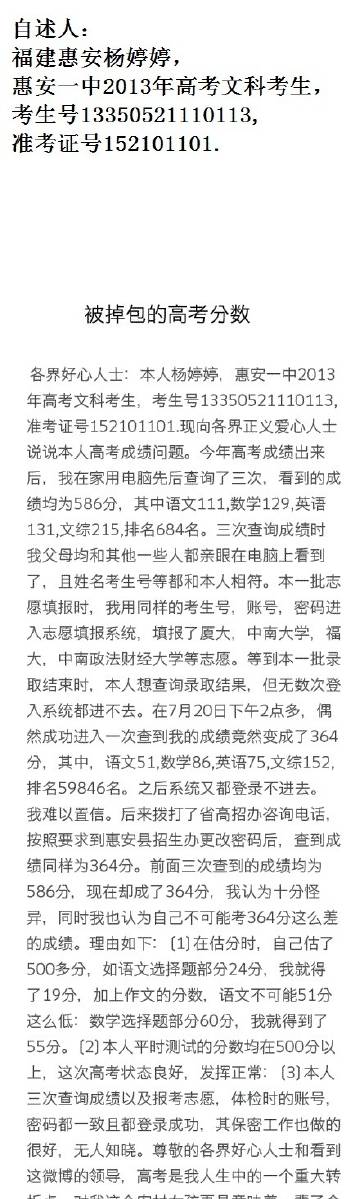 自述人：
福建惠安杨婷婷，
惠安一中2013年高考文科考生，
考生号13350521110113,
准考证号152101101.
被掉包的高考分数
各界好心人士：本人杨婷婷，惠安一中2013
年高考文科考生，考生号13350521110113,
准考证号152101101.现向各界正义爱心人士
说说本人高考成绩问题。今年高考成绩出来
后，我在家用电脑先后查询了三次，看到的成
绩均为586分，其中语文111,数学129,英语
131,文综215,排名684名。三次查询成绩时
我父母均和其他一些人都亲眼在电脑上看到
了，且姓名考生号等都和本人相符。本一批志
愿填报时，我用同样的考生号，账号，密码进
入志愿填报系统，填报了厦大，中南大学，福
大，中南政法财经大学等志愿。等到本一批录
取结束时，本人想查询录取结果，但无数次登
入系统都进不去。在7月20日下午2点多，偶
然成功进入一次查到我的成绩竟然变成了364
分，其中，语文51,数学86,英语75,文综152,
排名59846名。之后系统又都登录不进去。
我难以置信。后来拨打了省高招办咨询电话，
按照要求到惠安县招生办更改密码后，查到成
绩同样为364分。前面三次查到的成绩均为
586分，现在却成了364分，我认为十分怪
异，同时我也认为自己不可能考364分这么差
的成绩。理由如下：(1)在估分时，自己估了
500多分，如语文选择题部分24分，我就得
了19分，加上作文的分数，语文不可能51分
这么低：数学选择题部分60分，我就得到了
55分。(2)本人平时测试的分数均在500分以
上，这次高考状态良好，发挥正常：(3)本人
三次查询成绩以及报考志愿，体检时的账号，
密码都一致且都登录成功，其保密工作也做的
很好，无人知晓。尊敬的各界好心人士和看到
这微博的领导，高考是我人生中的一个重大转